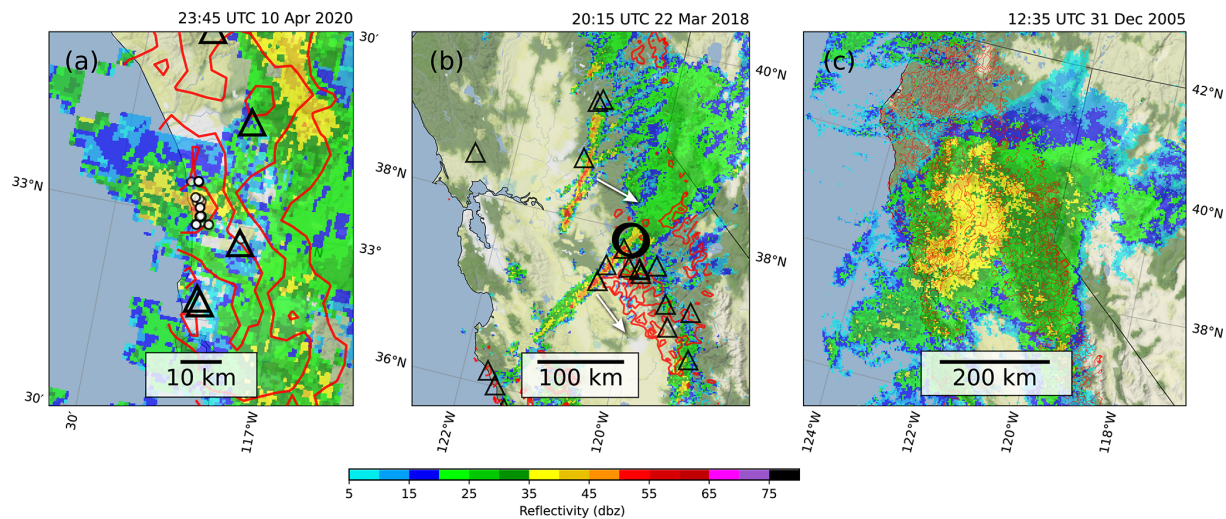 23:45 UTC 10 Apr 2020
20:15 UTC 22 Mar 2018
12:35 UTC 31 Dec 2005
(a)
30'
33°N
33°
30'
30'
117°W
10 km
(b)
40°N
38°N
38°N
36°N
122°W
120°W
100 km
(c)
42°N
40°N
38°N
124°W
122°W
120°W
118°W
200 km
5 15 25 35 45 55 65 75
Reflectivity (dbz)